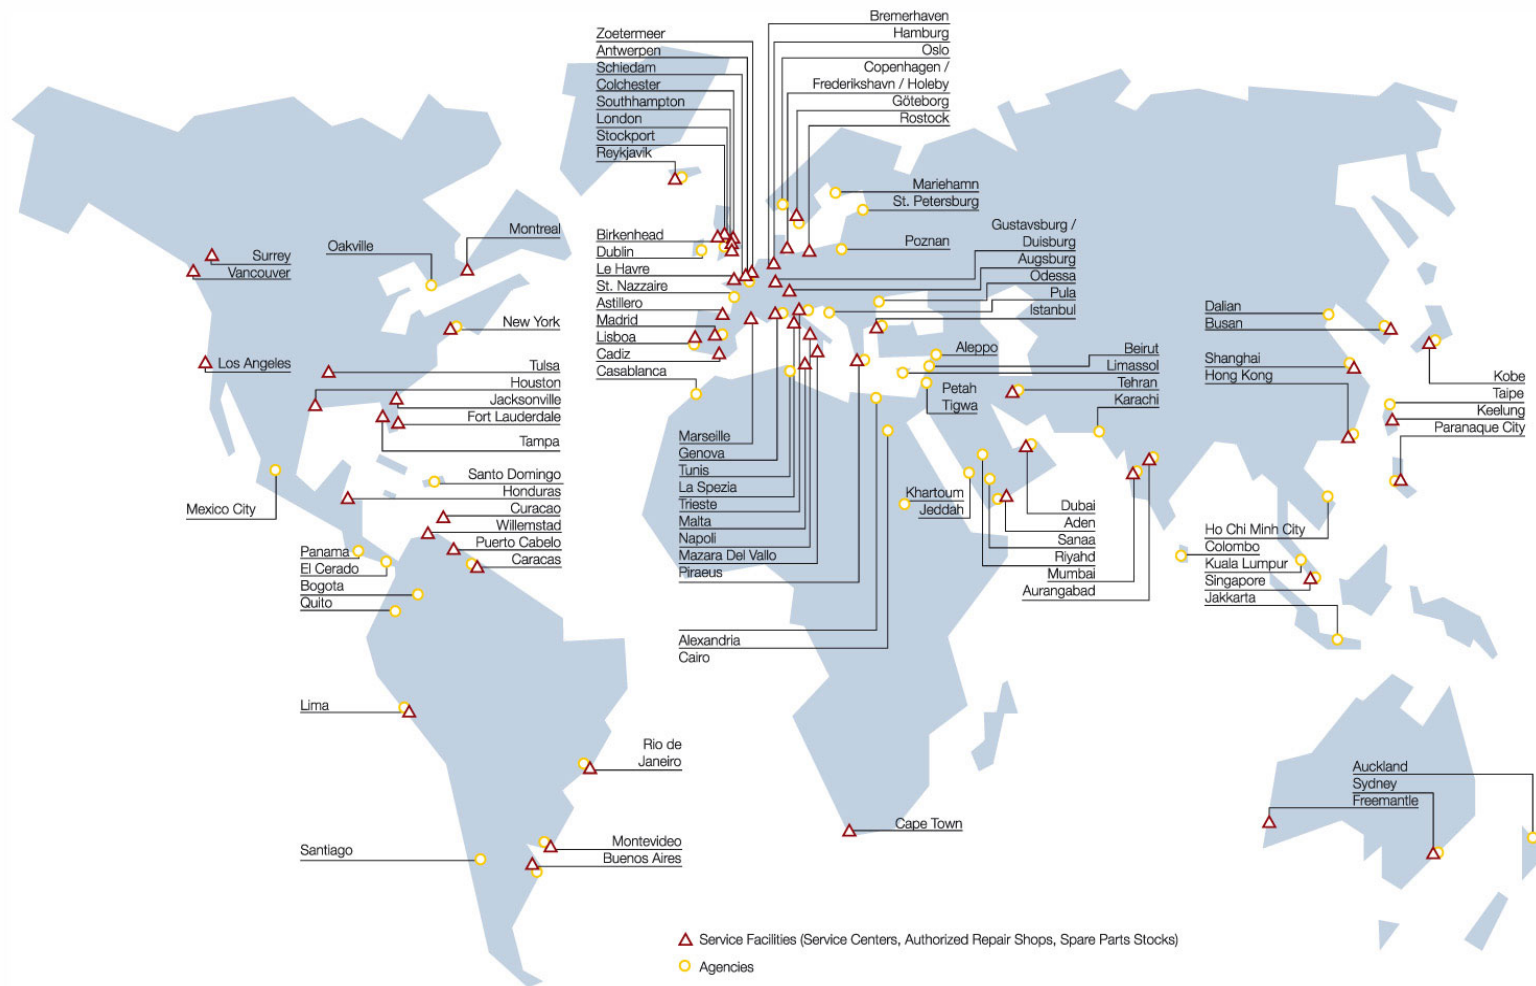 Bremerhaven
Hamburg
Oslo
Copenhagen /
Frederikshavn / Holeby
Göteborg
Rostock
Zoetermeer
Antwerpen
Schiedam
Colchester
Southhampton
London
Stockport
Reykjavik
Mariehamn
St. Petersburg
Poznan
Gustavsburg /
Duisburg
Augsburg
Odessa
Pula
Istanbul
Birkenhead
Dublin
Le Havre
St. Nazzaire
Astillero
Madrid
Lisboa
Cadiz
Casablanca
Surrey
Vancouver
Oakville
Montreal
New York
Los Angeles
Tulsa
Houston
Jacksonville
Fort Lauderdale
Tampa
Santo Domingo
Honduras
Curacao
Willemstad
Puerto Cabelo
Caracas
Mexico City
Panama
El Cerado
Bogota
Quito
Lima
Rio de
Janeiro
Santiago
Montevideo
Buenos Aires
Marseille
Genova
Tunis
La Spezia
Trieste
Malta
Napoli
Mazara Del Vallo
Piraeus
Alexandria
Cairo
Cape Town
Aleppo
Beirut
Limassol
Petah
Tigwa
Tehran
Karachi
Khartoum
Jeddah
Dubai
Aden
Sanaa
Riyahd
Mumbai
Aurangabad
Dalian
Busan
Shanghai
Hong Kong
Kobe
Taipe
Keelung
Paranaque City
Ho Chi Minh City
Colombo
Kuala Lumpur
Singapore
Jakkarta
Auckland
Sydney
Freemantle
Service Facilities (Service Centers, Authorized Repair Shops, Spare Parts Stocks)
Agencies